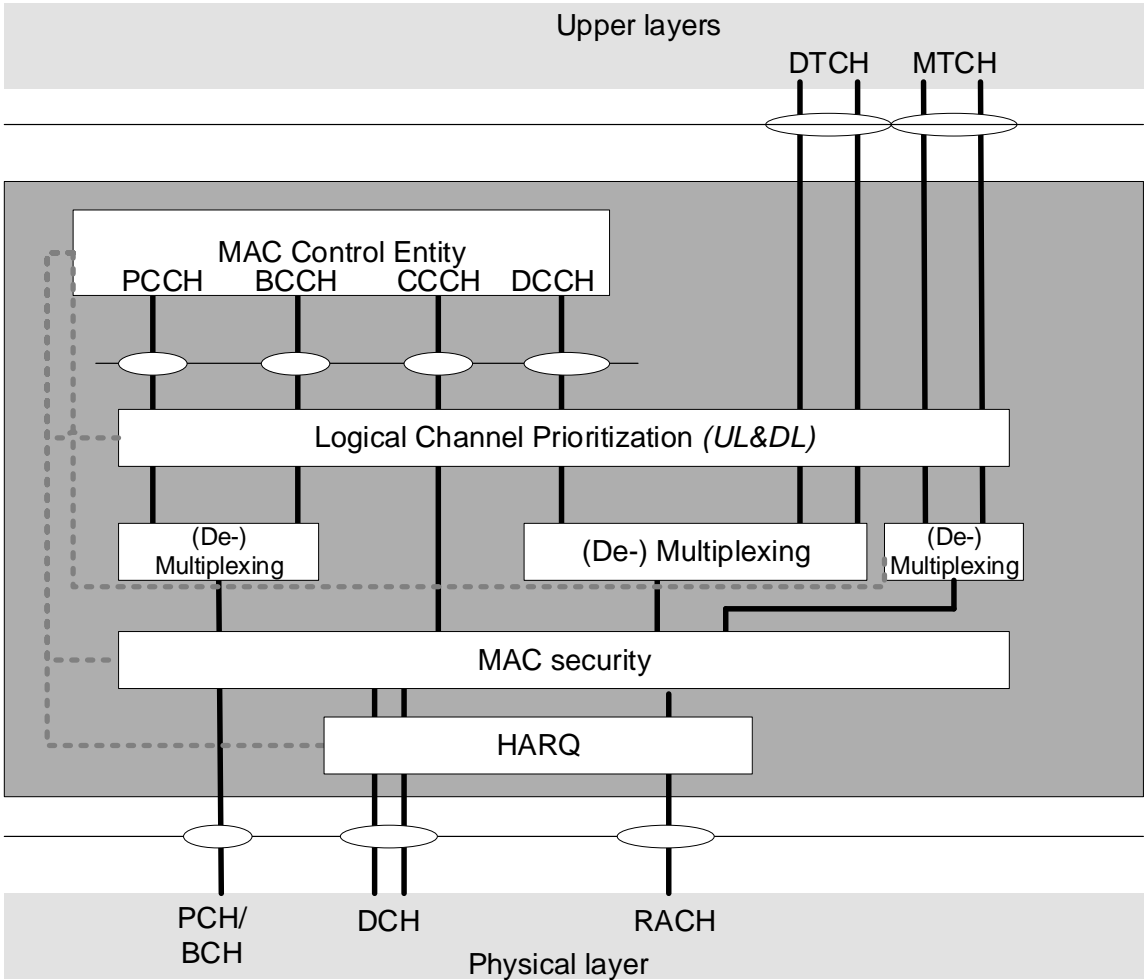 Upper layers
DTCH MTCH
MAC Control Entity
PCCH BCCH CCCH DCCH
Logical Channel Prioritization (UL&DL)
(De-)
Multiplexing
(De-) Multiplexing
(De-)
Multiplexing
MAC security
HARQ
PCH/
BCH
DCH
RACH
Physical layer